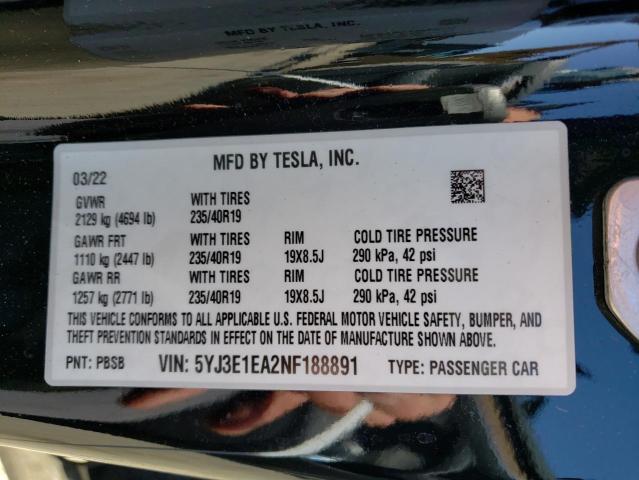 MFD BY TESLA, INC.
03/22
GVWR WITH TIRES
2129 kg (4694 lb) 235/40R19
GAWR FRT WITH TIRES RIM COLD TIRE PRESSURE
1110 kg (2447 lb) 235/40R19 19X8.5J 290 kPa, 42 psi
GAWR RR WITH TIRES RIM COLD TIRE PRESSURE
1257 kg (2771 lb) 235/40R19 19X8.5J 290 kPa, 42 psi
THIS VEHICLE CONFORMS TO ALL APPLICABLE U.S. FEDERAL MOTOR VEHICLE SAFETY, BUMPER, AND
THEFT PREVENTION STANDARDS IN EFFECT ON THE DATE OF MANUFACTURE SHOWN ABOVE.
PNT: PBSB VIN: 5YJ3E1EA2NF188891 TYPE: PASSENGER CAR